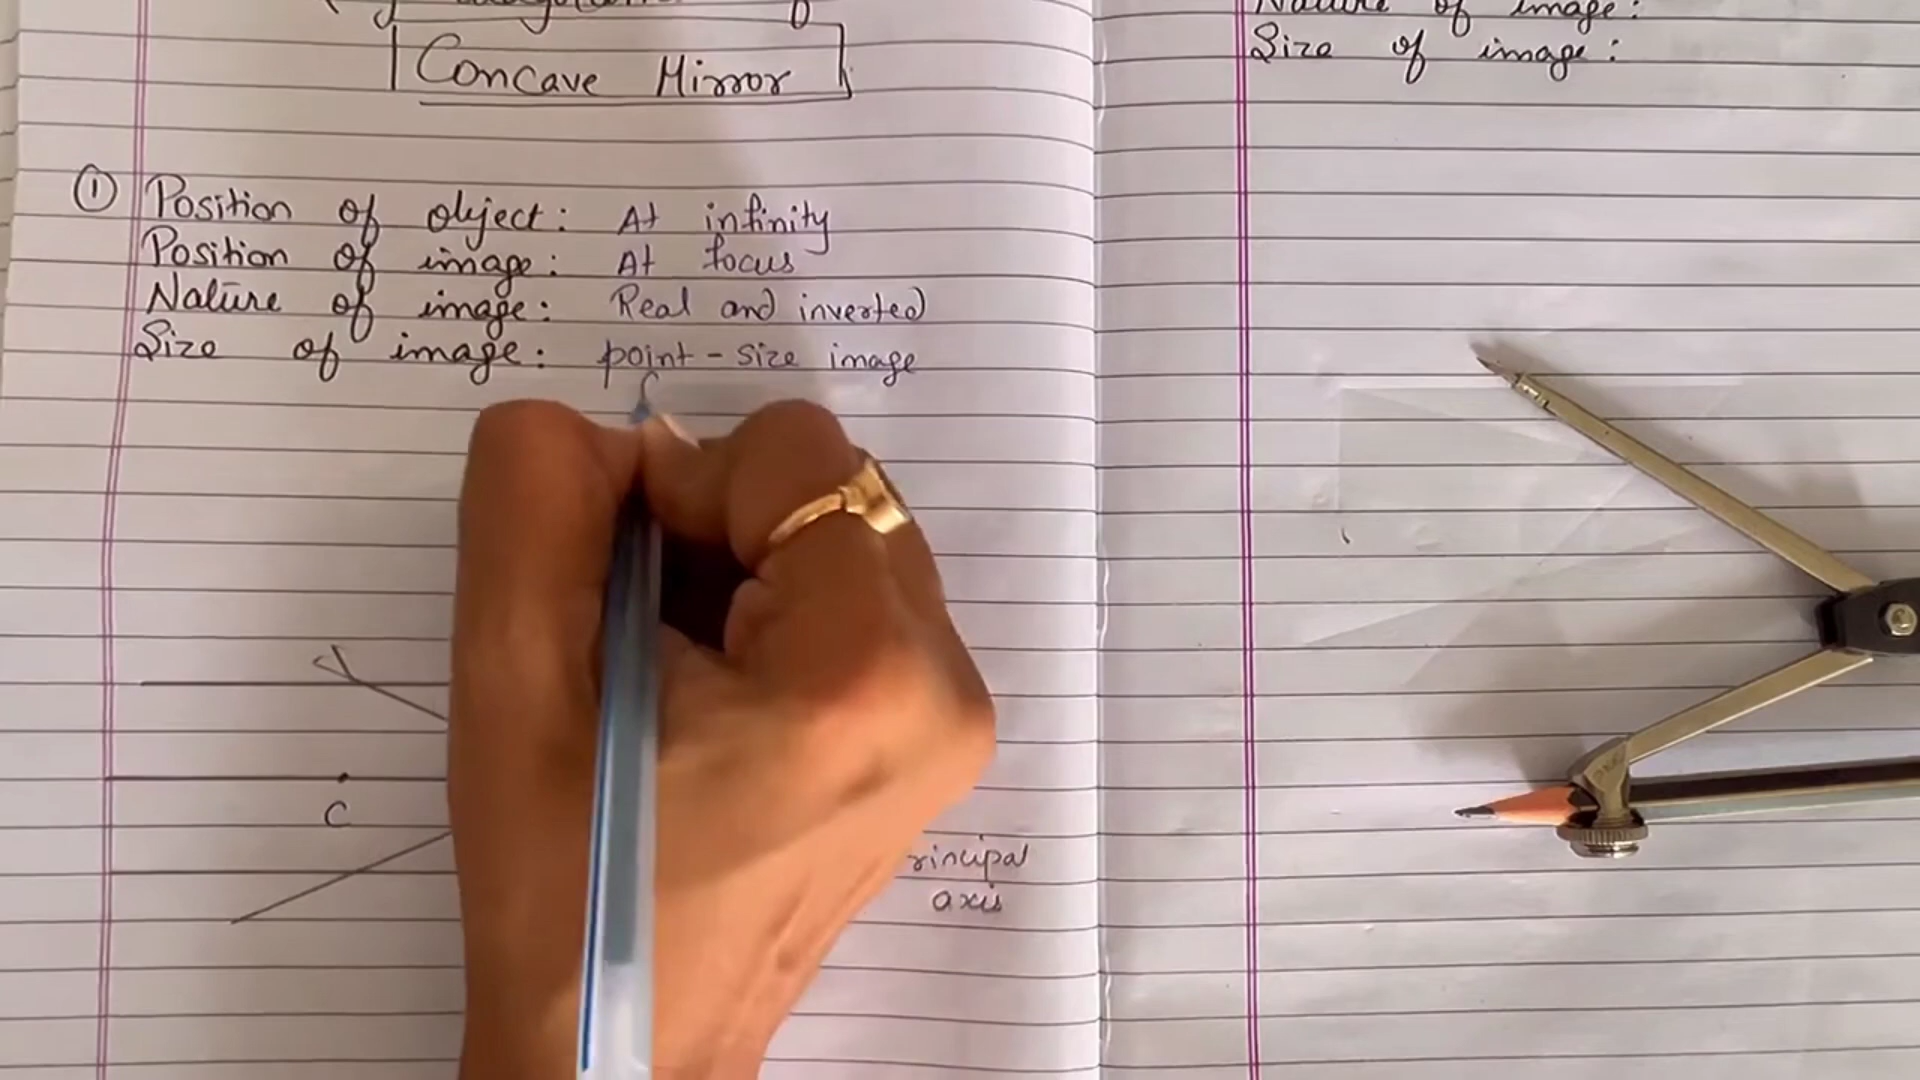 Concave Mirror
① Position of object: At infinity
Position of image: At focus
Nature of image: Real and inverted
Size of image: point - size image
(
C
rincipal
axis
Nature of image:
Size of image: